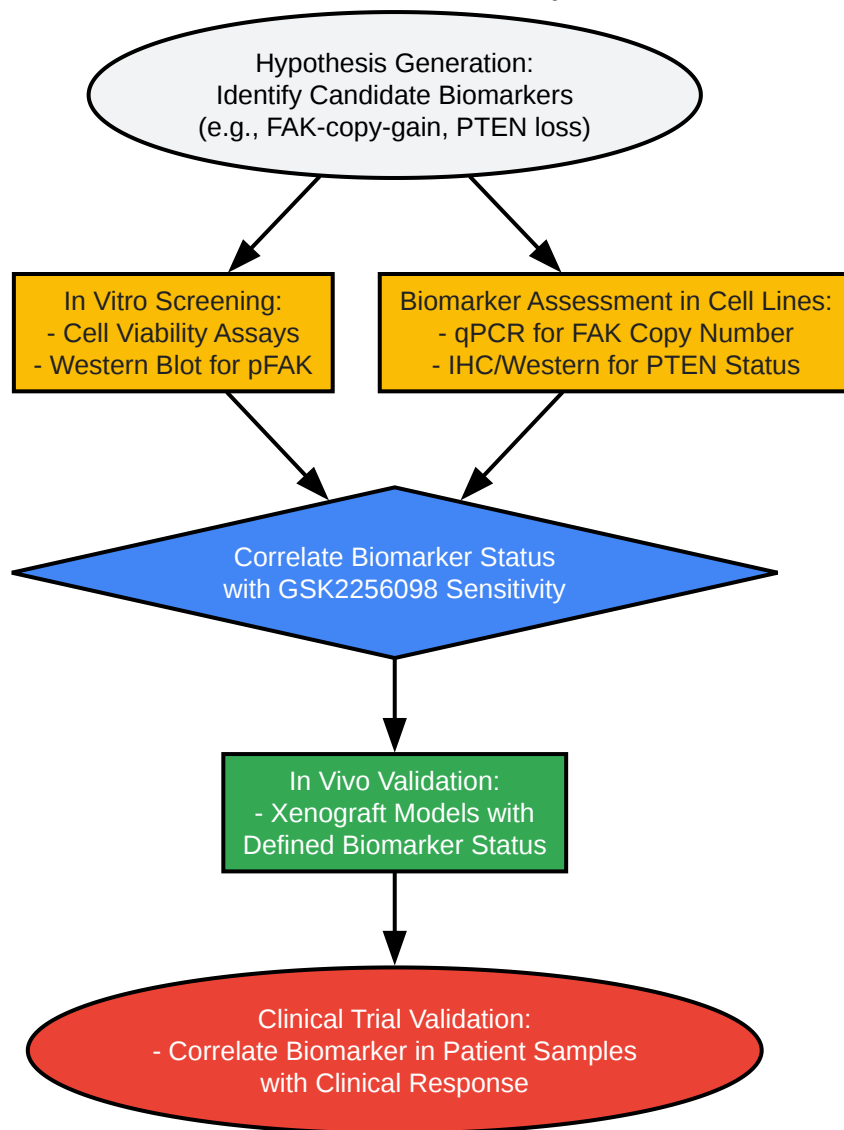 Hypothesis Generation:
Identify Candidate Biomarkers
(e.g., FAK-copy-gain, PTEN loss)
In Vitro Screening:
- Cell Viability Assays
- Western Blot for pFAK
Biomarker Assessment in Cell Lines:
- qPCR for FAK Copy Number
- IHC/Western for PTEN Status
Correlate Biomarker Status
with GSK2256098 Sensitivity
In Vivo Validation:
- Xenograft Models with
Defined Biomarker Status
Clinical Trial Validation:
- Correlate Biomarker in Patient Samples
with Clinical Response